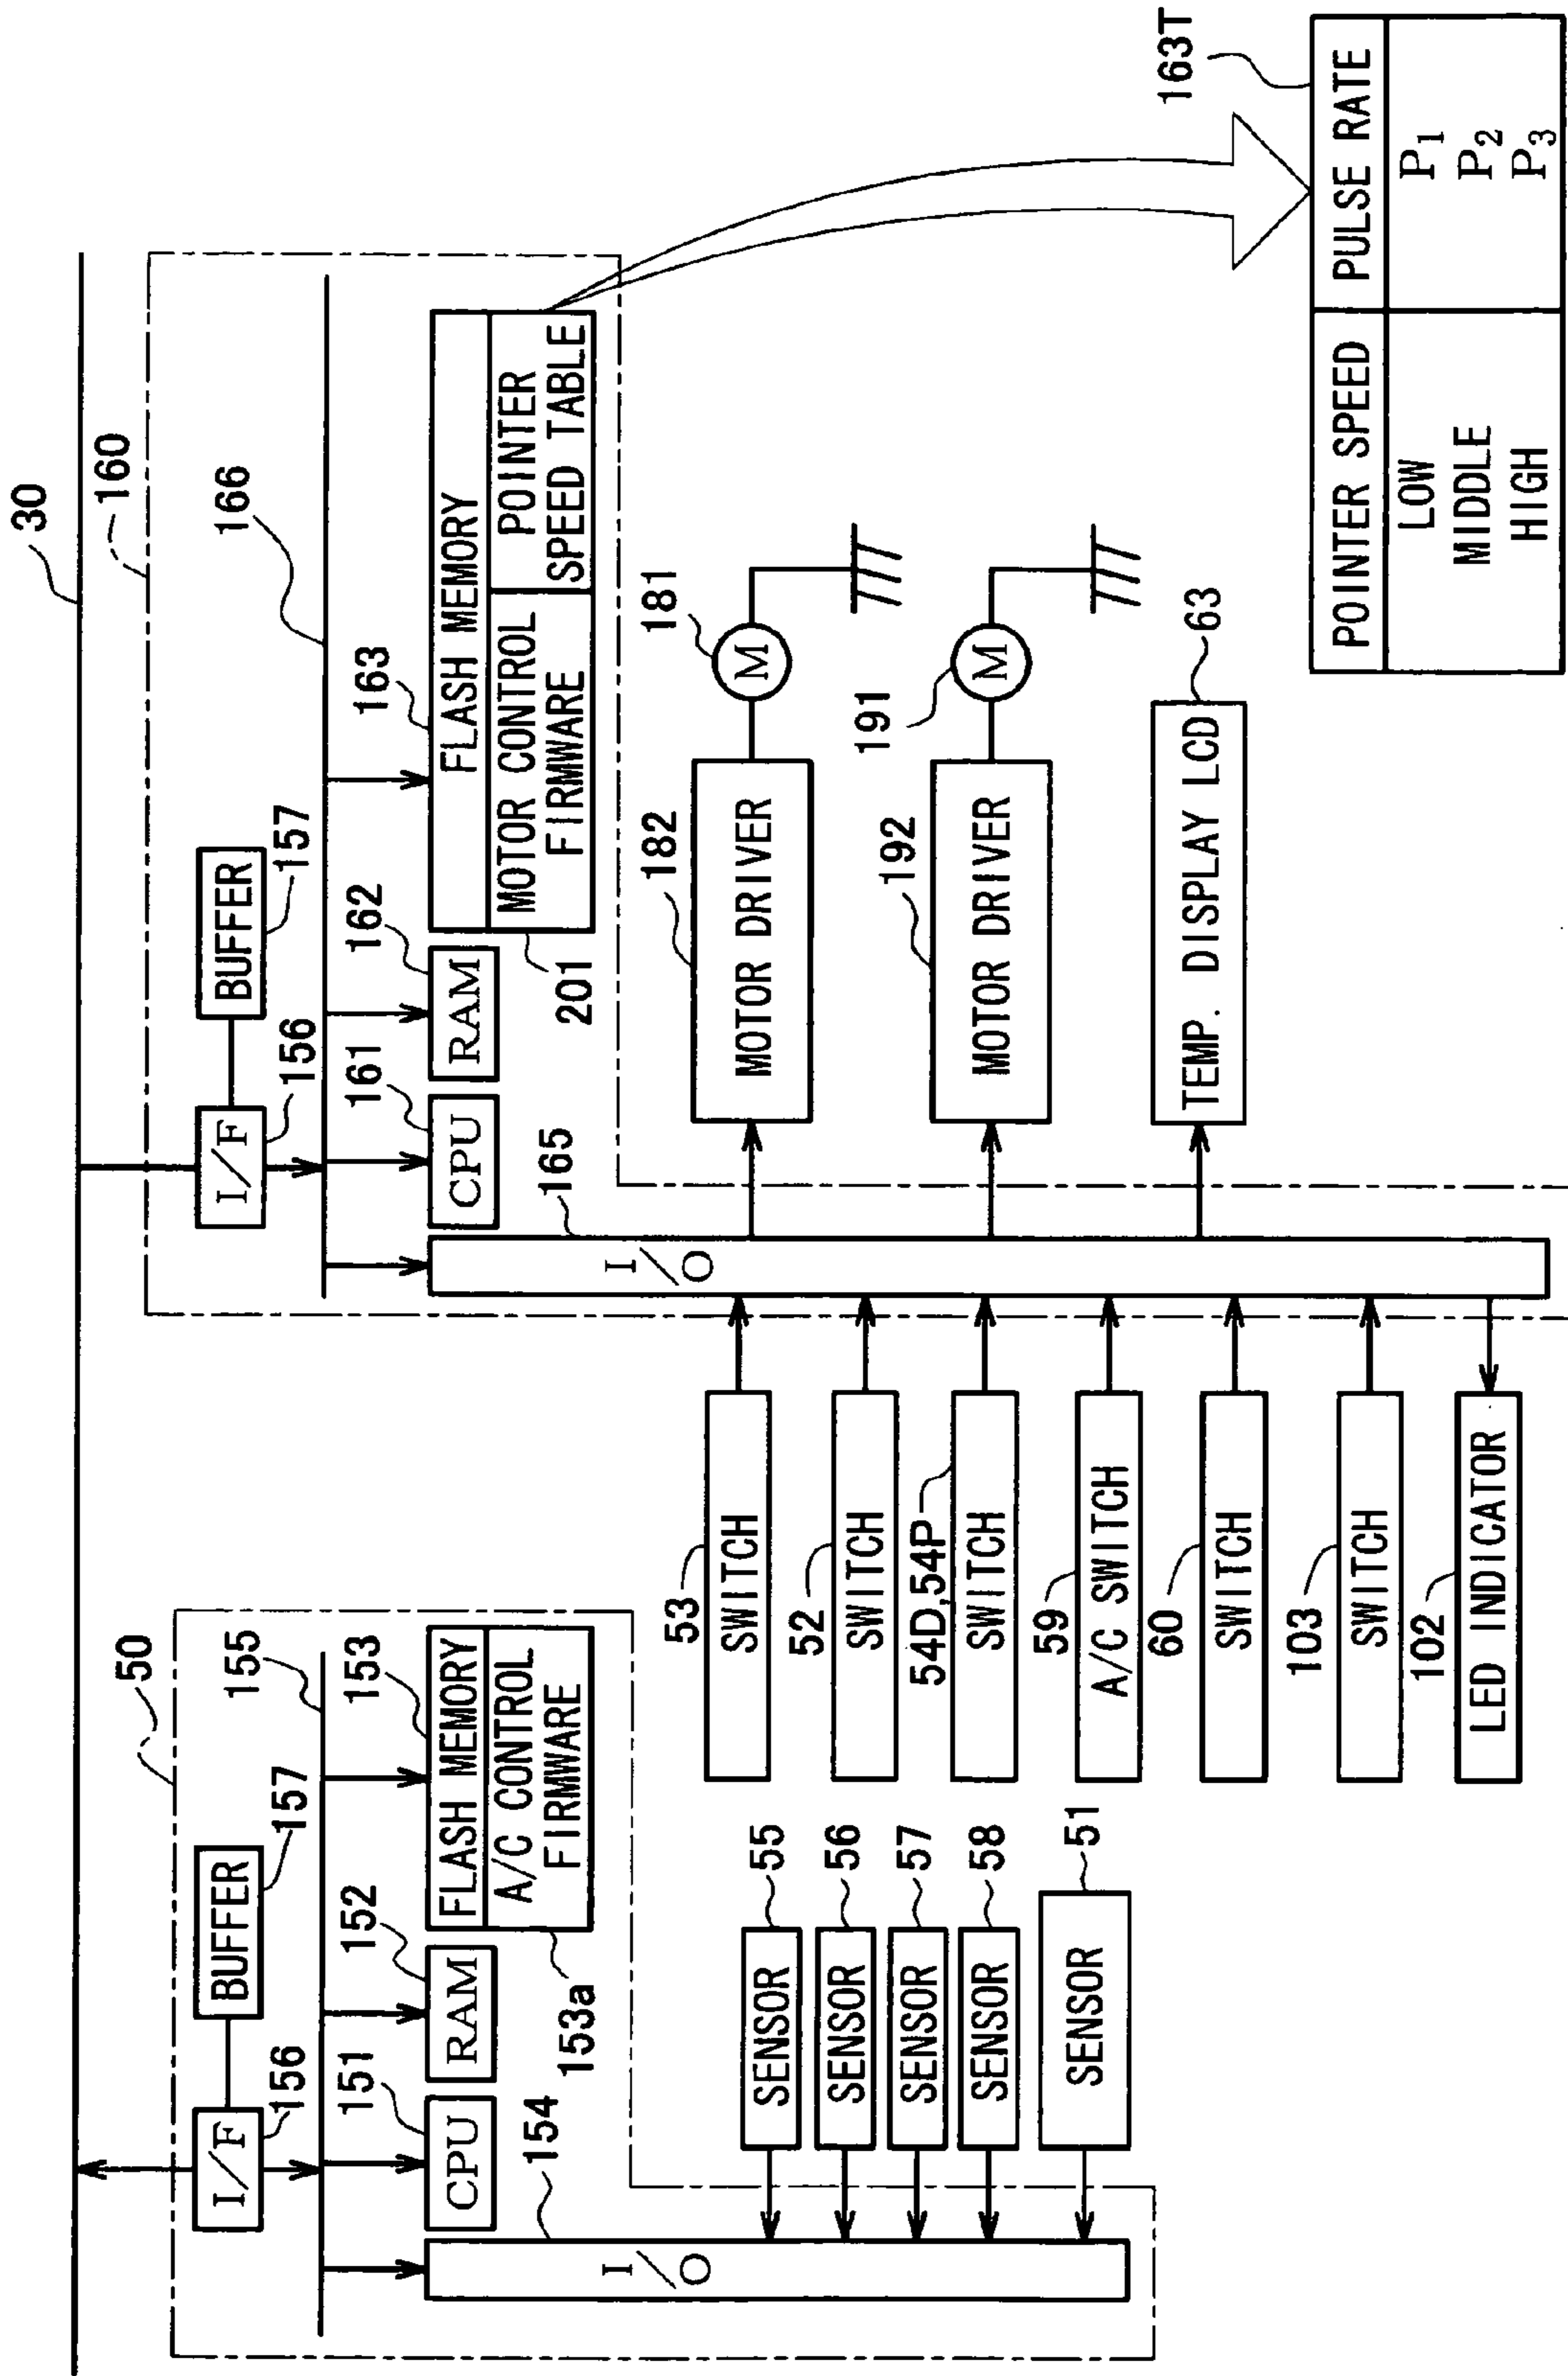 30
50
155
157
BUFFER
I/F
156
153
FLASH MEMORY
A/C CONTROL
FIRMWARE
153a
152
RAM
151
CPU
154
I/O
SENSOR
55
SENSOR
56
SENSOR
57
SENSOR
58
SENSOR
51
160
166
157
BUFFER
I/F
156
163
FLASH MEMORY
MOTOR CONTROL
FIRMWARE
POINTER
SPEED TABLE
201
162
RAM
161
CPU
165
I/O
53
SWITCH
52
SWITCH
54D,54P
SWITCH
59
A/C SWITCH
60
SWITCH
103
SWITCH
102
LED INDICATOR
182
MOTOR DRIVER
M
181
192
MOTOR DRIVER
M
191
TEMP. DISPLAY LCD
63
163T
POINTER SPEED PULSE RATE
LOW P1
MIDDLE P2
HIGH P3